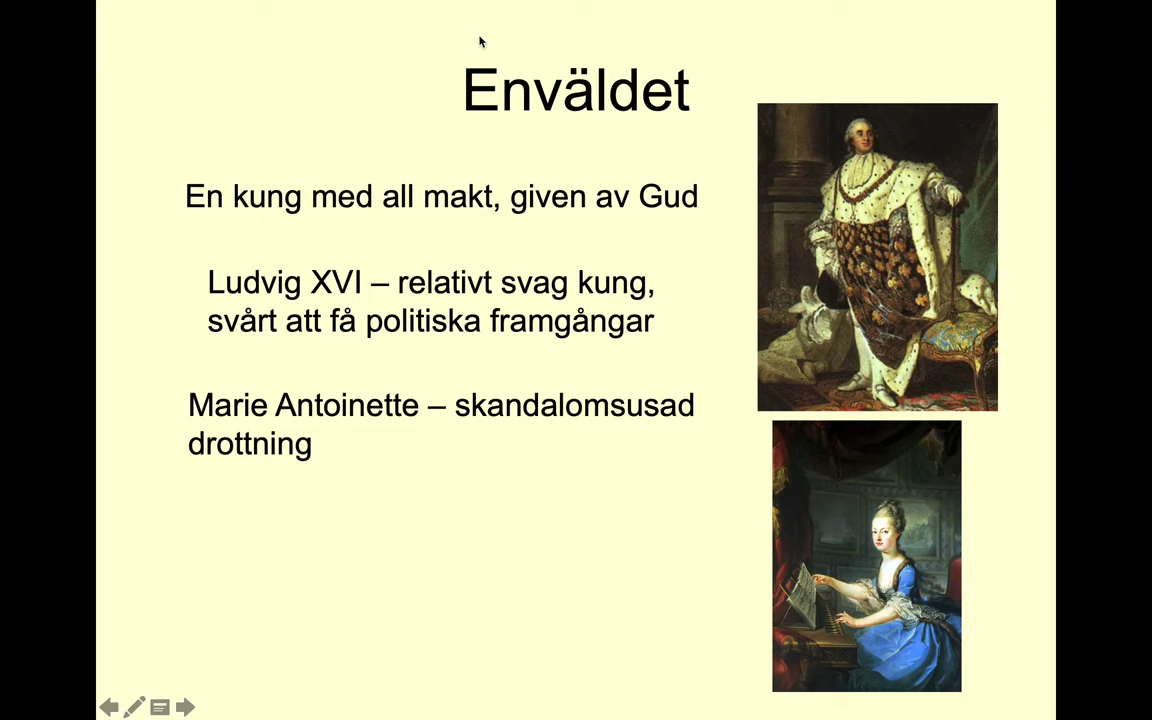 Enväldet
En kung med all makt, given av Gud
Ludvig XVI – relativt svag kung,
svårt att få politiska framgångar
Marie Antoinette – skandalomsusad
drottning